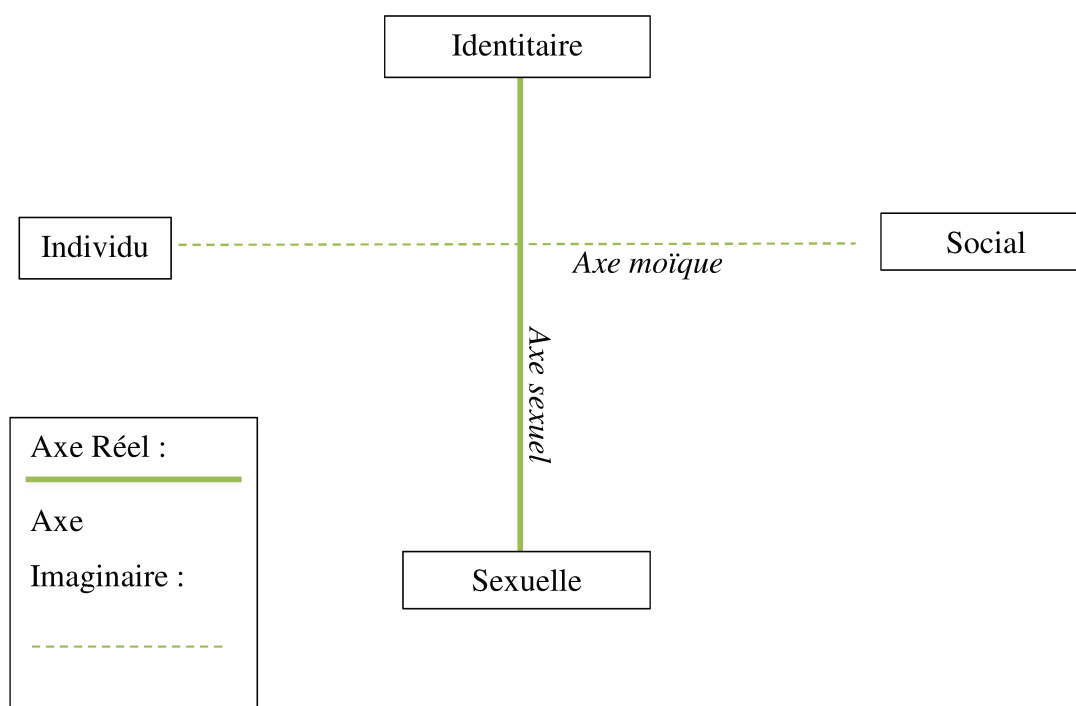 Identitaire
Individu
Social
Axe moïque
Axe sexuel
Axe Réel :
Axe
Imaginaire :
Sexuelle